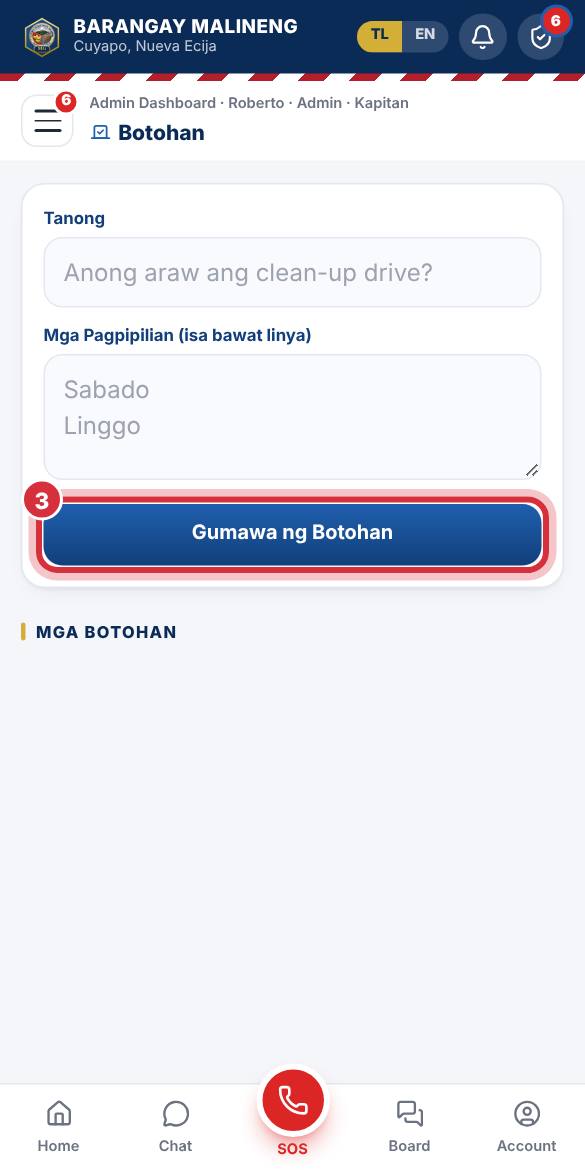 BARANGAY MALINENG
Cuyapo, Nueva Ecija
TL EN
6
6
Admin Dashboard · Roberto · Admin · Kapitan
Botohan
Tanong
Anong araw ang clean-up drive?
Mga Pagpipilian (isa bawat linya)
Sabado
Linggo
3
Gumawa ng Botohan
MGA BOTOHAN
Home
Chat
SOS
Board
Account